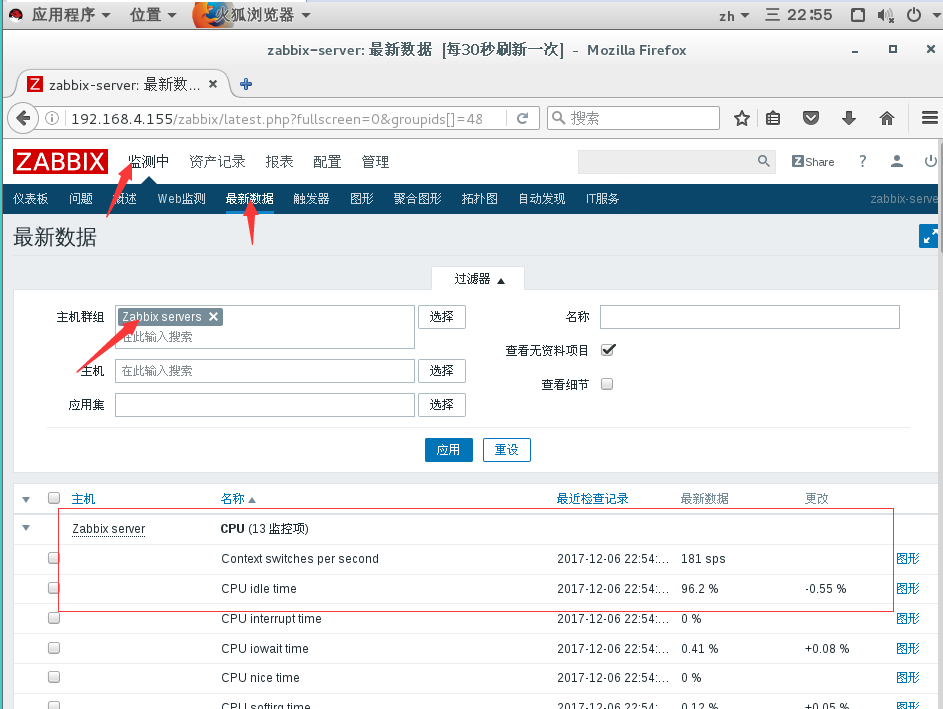 应用程序 位置 火狐浏览器 zh 三 22:55
zabbix-server: 最新数据 [每30秒刷新一次] - Mozilla Firefox
Z zabbix-server: 最新数…
192.168.4.155/zabbix/latest.php?fullscreen=0&groupids[]=48 搜索
ZABBIX 监测中 资产记录 报表 配置 管理 Z Share ?
仪表板 问题 概述 Web监测 最新数据 触发器 图形 聚合图形 拓扑图 自动发现 IT服务 zabbix-serve
最新数据
过滤器
主机群组 Zabbix servers 选择 名称
在此输入搜索
查看无资料项目
主机 在此输入搜索 选择
查看细节
应用集 选择
应用 重设
主机 名称 最近检查记录 最新数据 更改
Zabbix server CPU (13 监控项)
Context switches per second 2017-12-06 22:54:… 181 sps 图形
CPU idle time 2017-12-06 22:54:… 96.2 % -0.55 % 图形
CPU interrupt time 2017-12-06 22:54:… 0 % 图形
CPU iowait time 2017-12-06 22:54:… 0.41 % +0.08 % 图形
CPU nice time 2017-12-06 22:54:… 0 % 图形
CPU softirq time 2017-12-06 22:54:… 0.12 % +0.05 % 图形